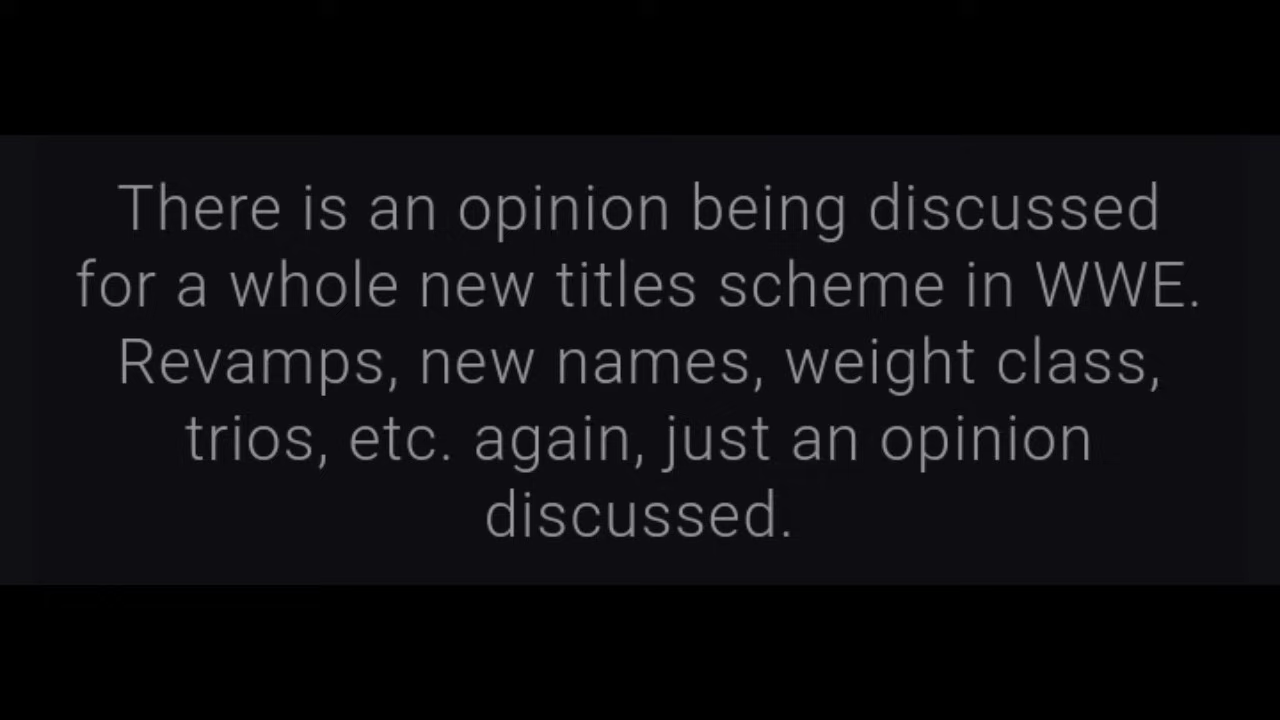 There is an opinion being discussed
for a whole new titles scheme in WWE.
Revamps, new names, weight class,
trios, etc. again, just an opinion
discussed.